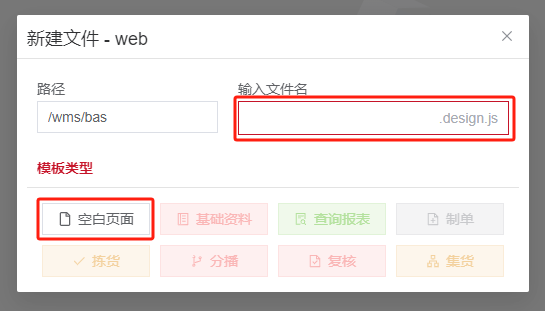 新建文件 - web
路径 输入文件名
/wms/bas .design.js
模板类型
空白页面 基础资料 查询报表 制单
拣货 分播 复核 集货